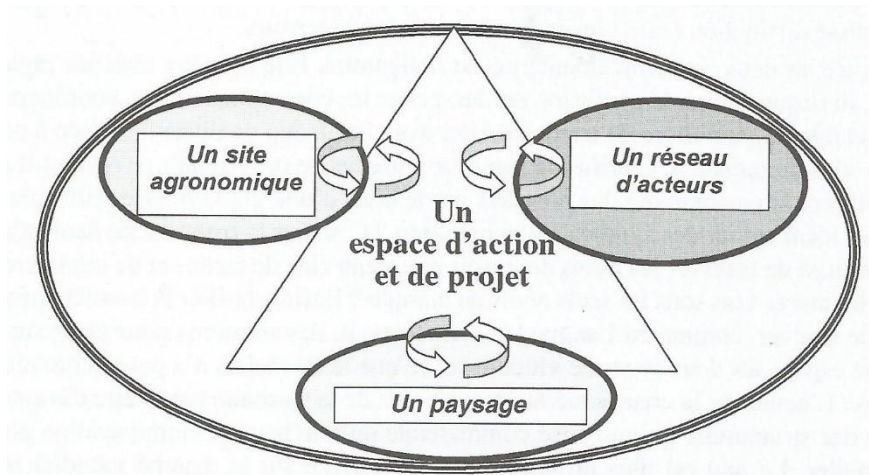 Un site
agronomique
Un réseau
d'acteurs
Un
espace d'action
et de projet
Un paysage